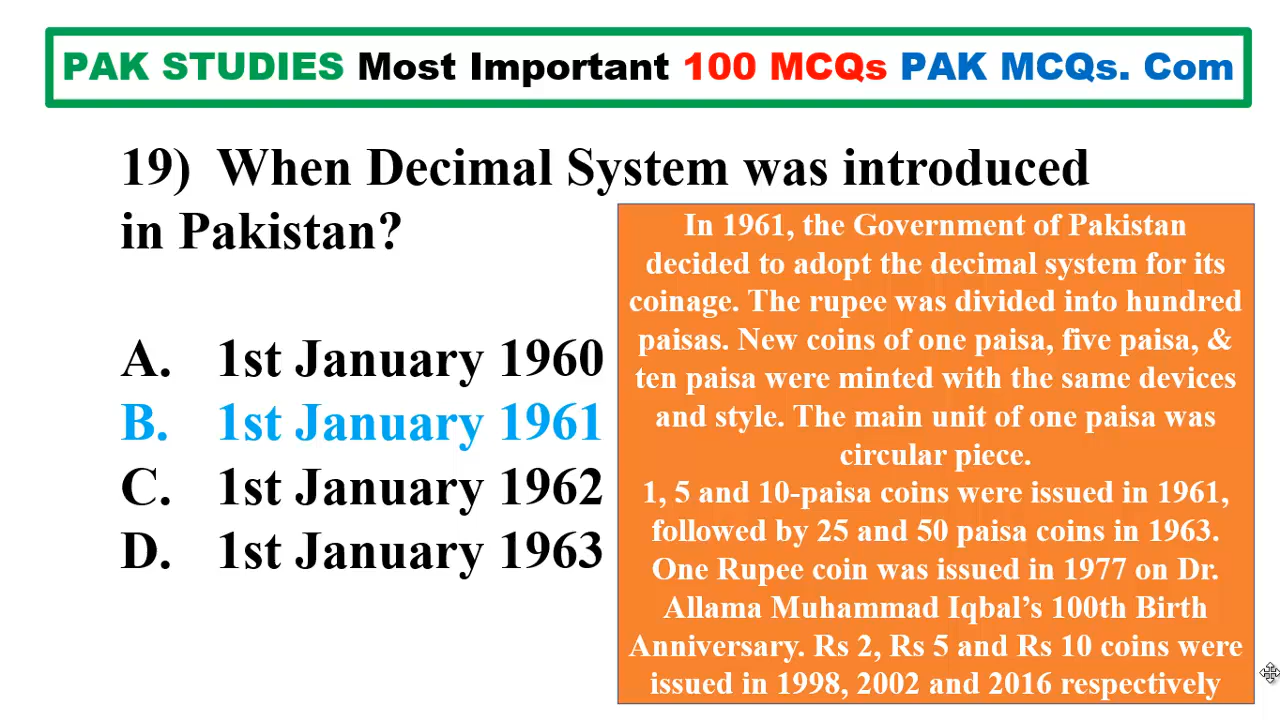 PAK STUDIES Most Important 100 MCQs PAK MCQs. Com
19) When Decimal System was introduced
in Pakistan?
A. 1st January 1960
B. 1st January 1961
C. 1st January 1962
D. 1st January 1963
In 1961, the Government of Pakistan
decided to adopt the decimal system for its
coinage. The rupee was divided into hundred
paisas. New coins of one paisa, five paisa, &
ten paisa were minted with the same devices
and style. The main unit of one paisa was
circular piece.
1, 5 and 10-paisa coins were issued in 1961,
followed by 25 and 50 paisa coins in 1963.
One Rupee coin was issued in 1977 on Dr.
Allama Muhammad Iqbal’s 100th Birth
Anniversary. Rs 2, Rs 5 and Rs 10 coins were
issued in 1998, 2002 and 2016 respectively